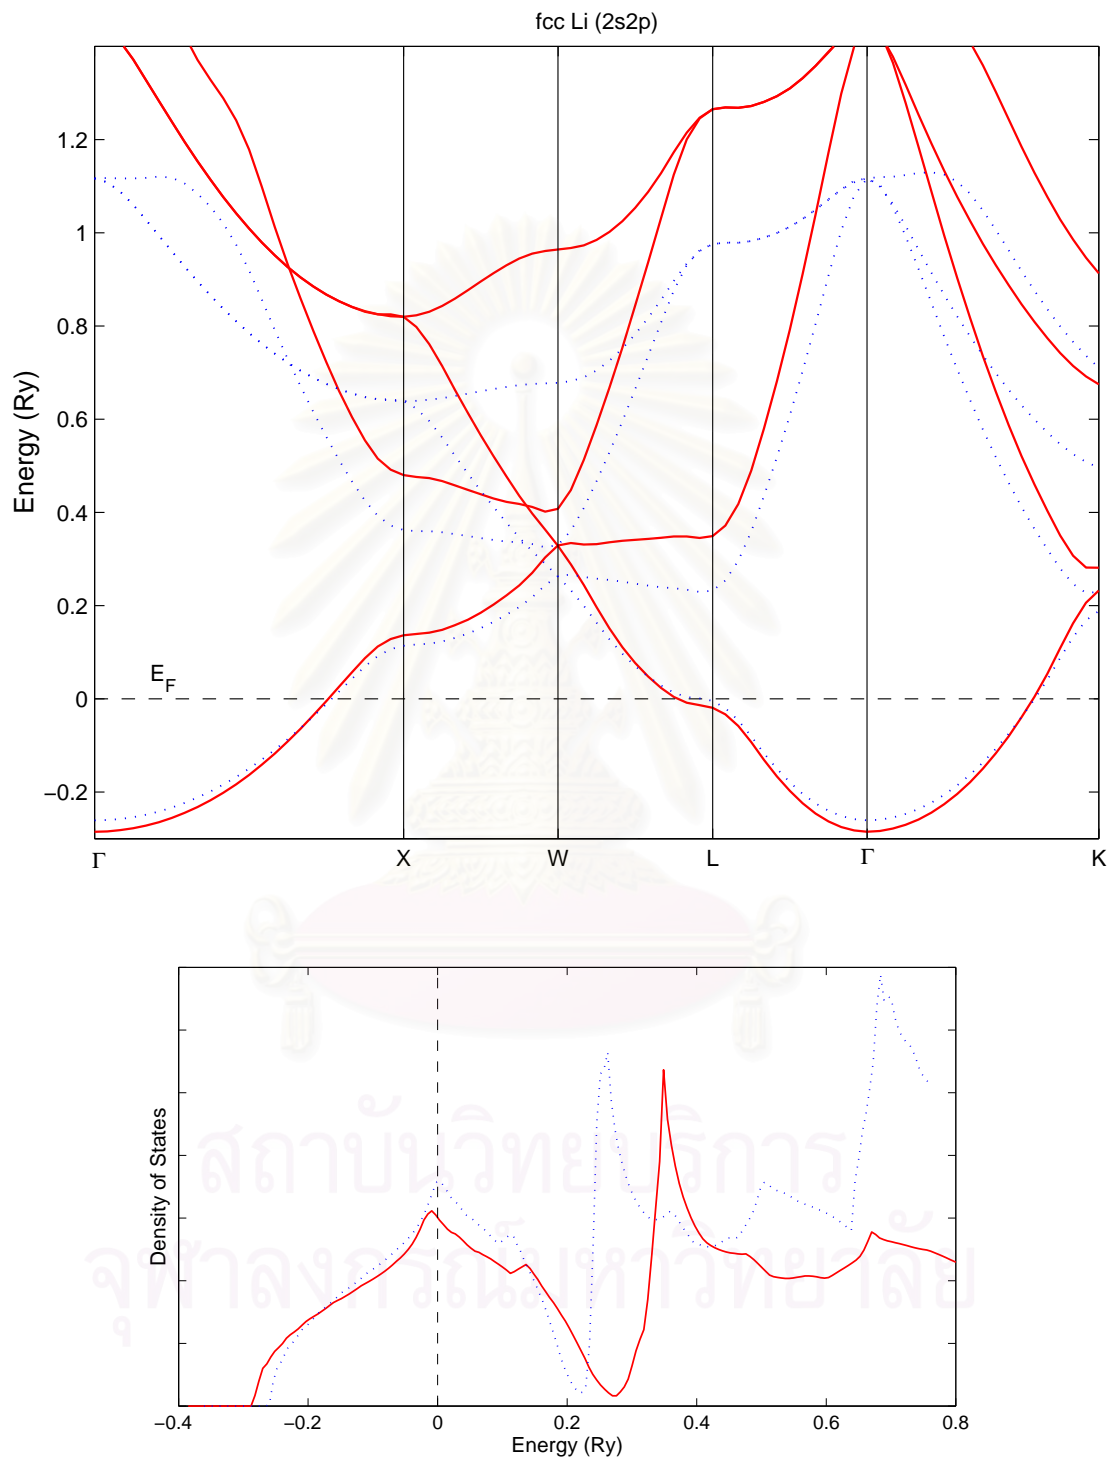 fcc Li (2s2p)
Energy (Ry)
1.2
1
0.8
0.6
0.4
0.2
0
−0.2
E_F
Γ X W L Γ K
Density of States
สถาบันวิทยบริการ
จุฬาลงกรณ์มหาวิทยาลัย
−0.4 −0.2 0 0.2 0.4 0.6 0.8
Energy (Ry)